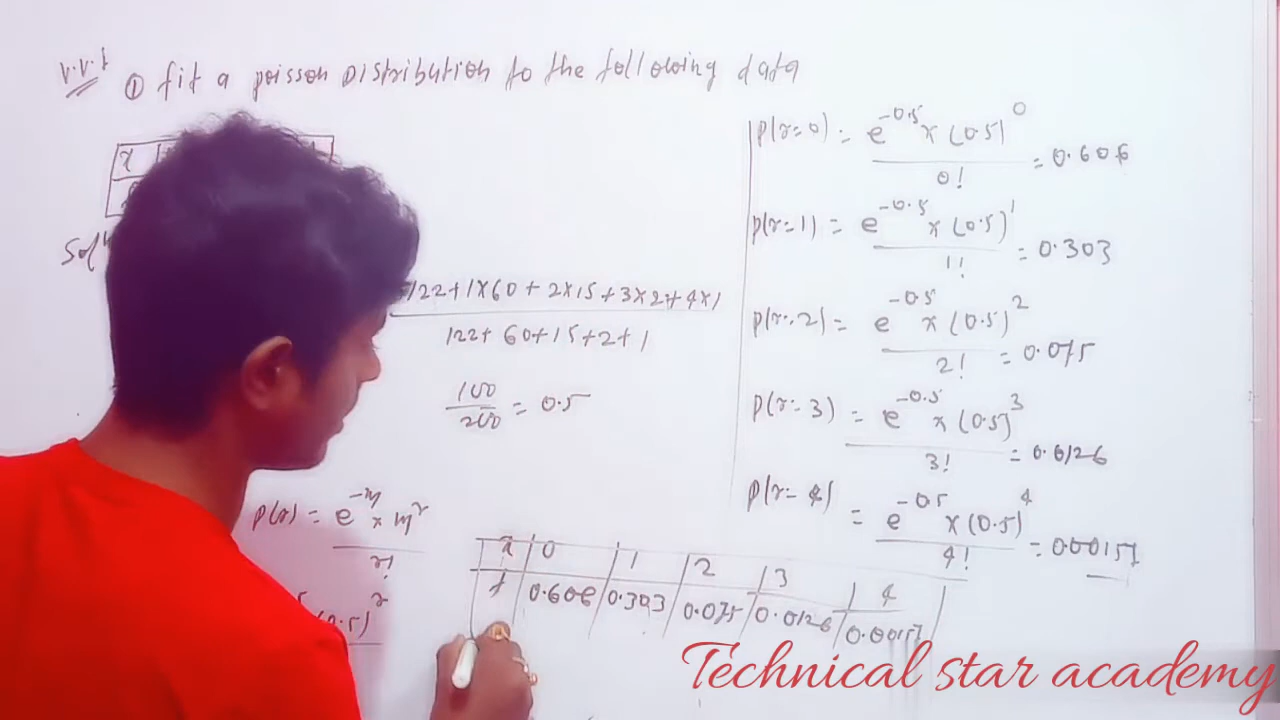 V.V.I
① fit a poisson Distribution to the following data
x
Sol
122+1×60+2×15+3×2+4×1
122+60+15+2+1
100
200 = 0.5
p(r) = e^-m × m^r
r!
(0.5)^r
p(r=0) = e^-0.5 × (0.5)^0
0! = 0.606
p(r=1) = e^-0.5 × (0.5)^1
1! = 0.303
p(r=2) = e^-0.5 × (0.5)^2
2! = 0.075
p(r=3) = e^-0.5 × (0.5)^3
3! = 0.0126
p(r=4) = e^-0.5 × (0.5)^4
4! = 0.00157
x 0 1 2 3 4
f 0.606 0.303 0.075 0.0126 0.00157
Technical star academy